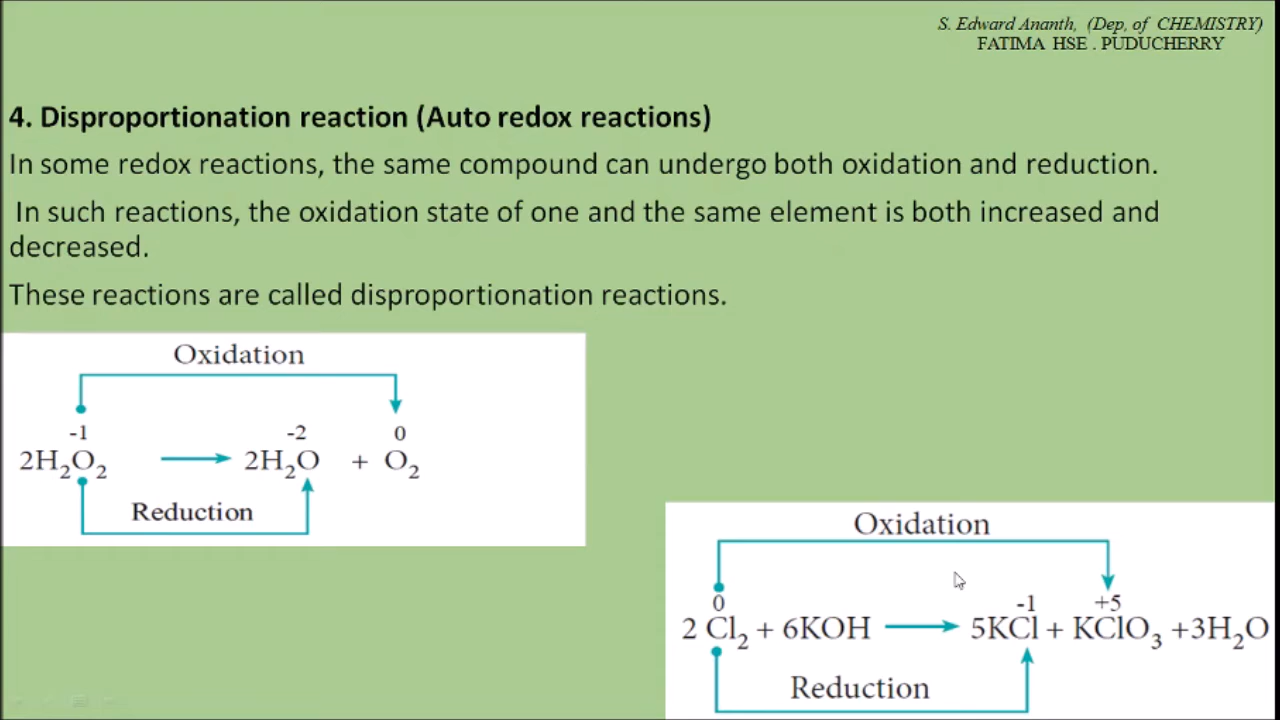 S. Edward Ananth, (Dep, of CHEMISTRY)
FATIMA HSE . PUDUCHERRY
4. Disproportionation reaction (Auto redox reactions)
In some redox reactions, the same compound can undergo both oxidation and reduction.
In such reactions, the oxidation state of one and the same element is both increased and
decreased.
These reactions are called disproportionation reactions.
Oxidation
-1 -2 0
2H₂O₂ ⟶ 2H₂O + O₂
Reduction
Oxidation
0 -1 +5
2 Cl₂ + 6KOH ⟶ 5KCl + KClO₃ +3H₂O
Reduction